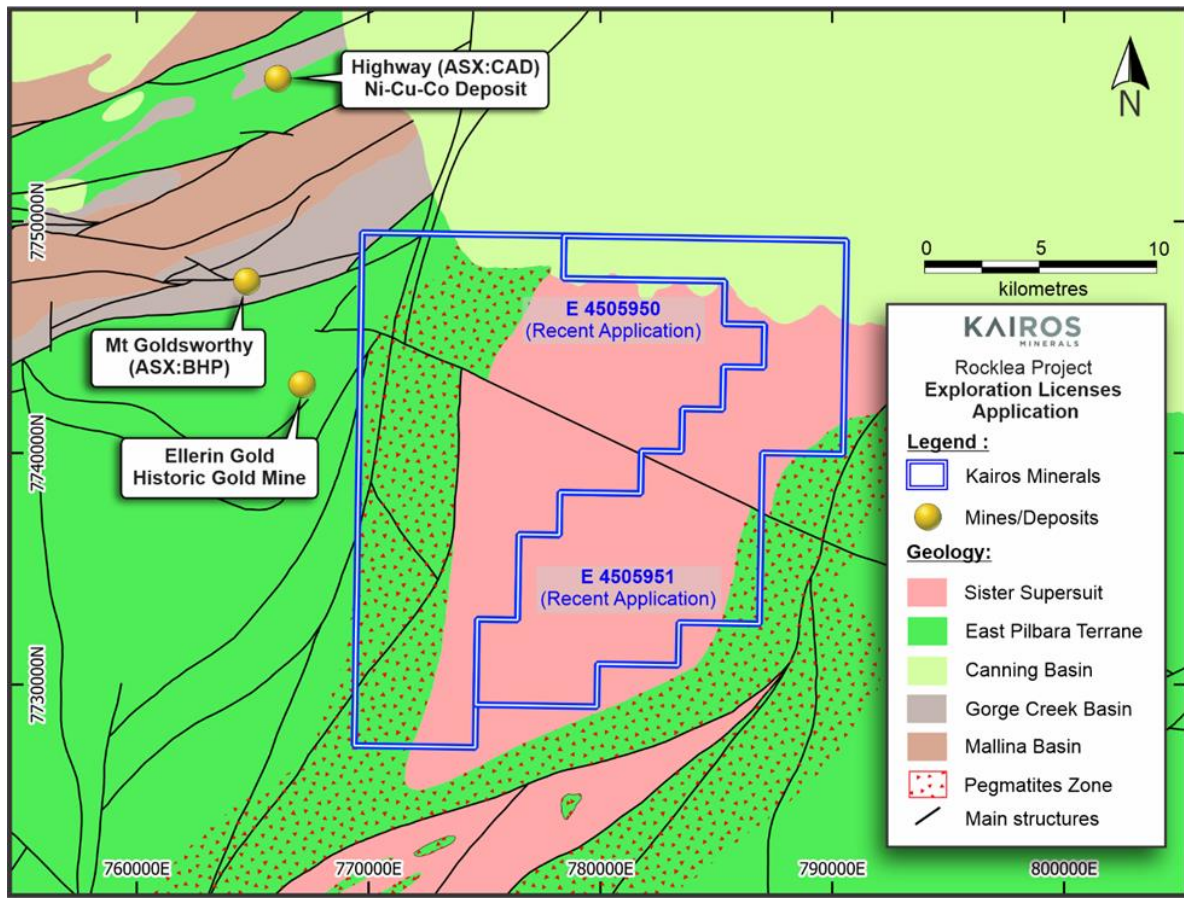 Highway (ASX:CAD)
Ni-Cu-Co Deposit
N
7750000N
0 5 10
kilometres
E 4505950
(Recent Application)
Mt Goldsworthy
(ASX:BHP)
Ellerin Gold
Historic Gold Mine
7740000N
E 4505951
(Recent Application)
7730000N
KAIROS
MINERALS
Rocklea Project
Exploration Licenses
Application
Legend :
Kairos Minerals
Mines/Deposits
Geology:
Sister Supersuit
East Pilbara Terrane
Canning Basin
Gorge Creek Basin
Mallina Basin
Pegmatites Zone
Main structures
760000E 770000E 780000E 790000E 800000E